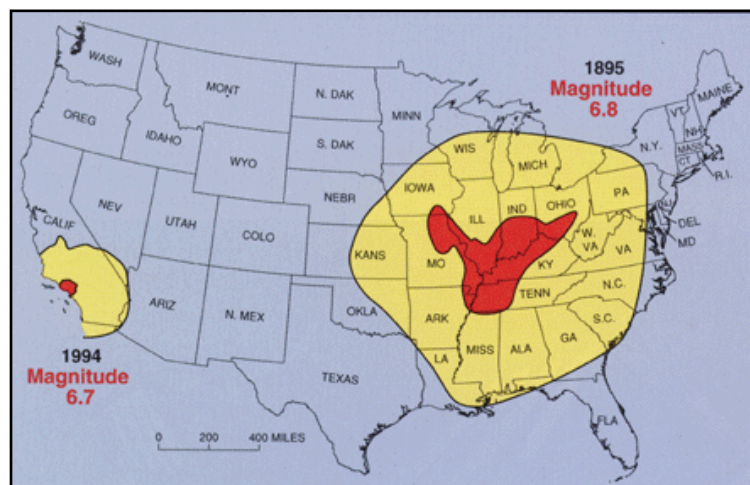 WASH
MONT
N. DAK
MINN
OREG
IDAHO
S. DAK
WYO
WIS
MICH
1895
Magnitude
6.8
MAINE
VT.
NH
MASS
CT
R.I.
N.Y.
NEBR
IOWA
PA
NEV
UTAH
COLO
CALIF
ILL
IND
OHIO
N.J.
DEL
MD
W.
VA
VA
KANS
MO
KY
N.C.
TENN
ARIZ
N. MEX
OKLA
ARK
S.C.
MISS
ALA
GA
LA
TEXAS
FLA
1994
Magnitude
6.7
0 200 400 MILES